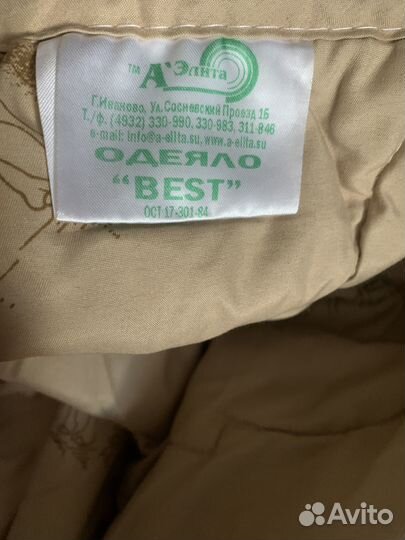 ™ А'Элита
Г.Иваново, Ул.Сосневский Проезд 1Б
Т./ф. (4932) 330-990, 330-983, 311-846
e-mail: info@a-elita.su, www.a-elita.su
ОДЕЯЛО
“BEST”
ОСТ 17-301-84
Avito